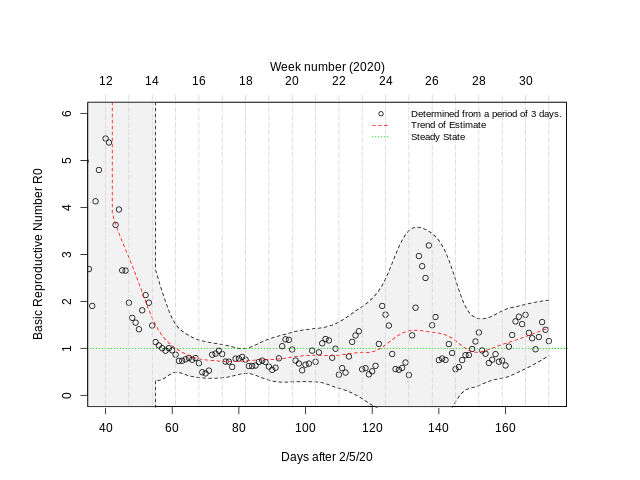 Week number (2020)
12 14 16 18 20 22 24 26 28 30
Determined from a period of 3 days.
Trend of Estimate
Steady State
Basic Reproductive Number R0
6
5
4
3
2
1
0
40 60 80 100 120 140 160
Days after 2/5/20